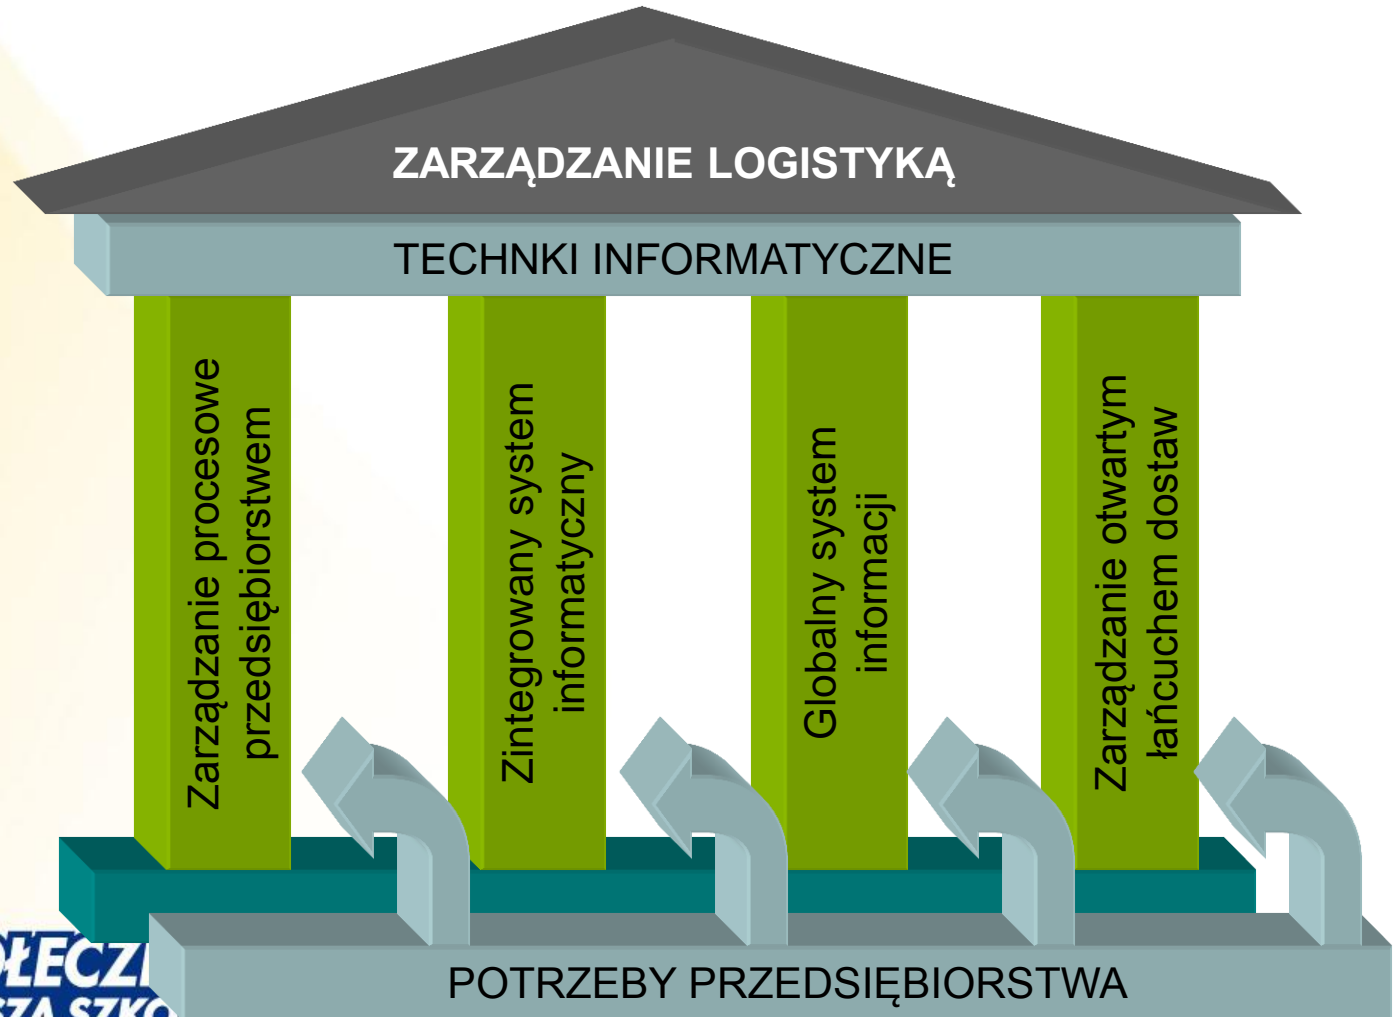 ZARZĄDZANIE LOGISTYKĄ
TECHNKI INFORMATYCZNE
Zarządzanie procesowe
przedsiębiorstwem
Zintegrowany system
informatyczny
Globalny system
informacji
Zarządzanie otwartym
łańcuchem dostaw
POTRZEBY PRZEDSIĘBIORSTWA